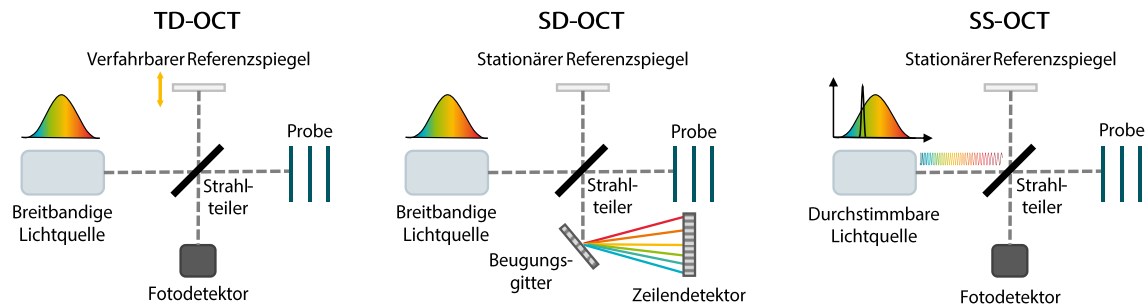 TD-OCT
Verfahrbarer Referenzspiegel
Probe
Strahl-
teiler
Breitbandige
Lichtquelle
Fotodetektor
SD-OCT
Stationärer Referenzspiegel
Probe
Strahl-
teiler
Breitbandige
Lichtquelle
Beugungs-
gitter
Zeilendetektor
SS-OCT
Stationärer Referenzspiegel
Probe
Strahl-
teiler
Durchstimmbare
Lichtquelle
Fotodetektor